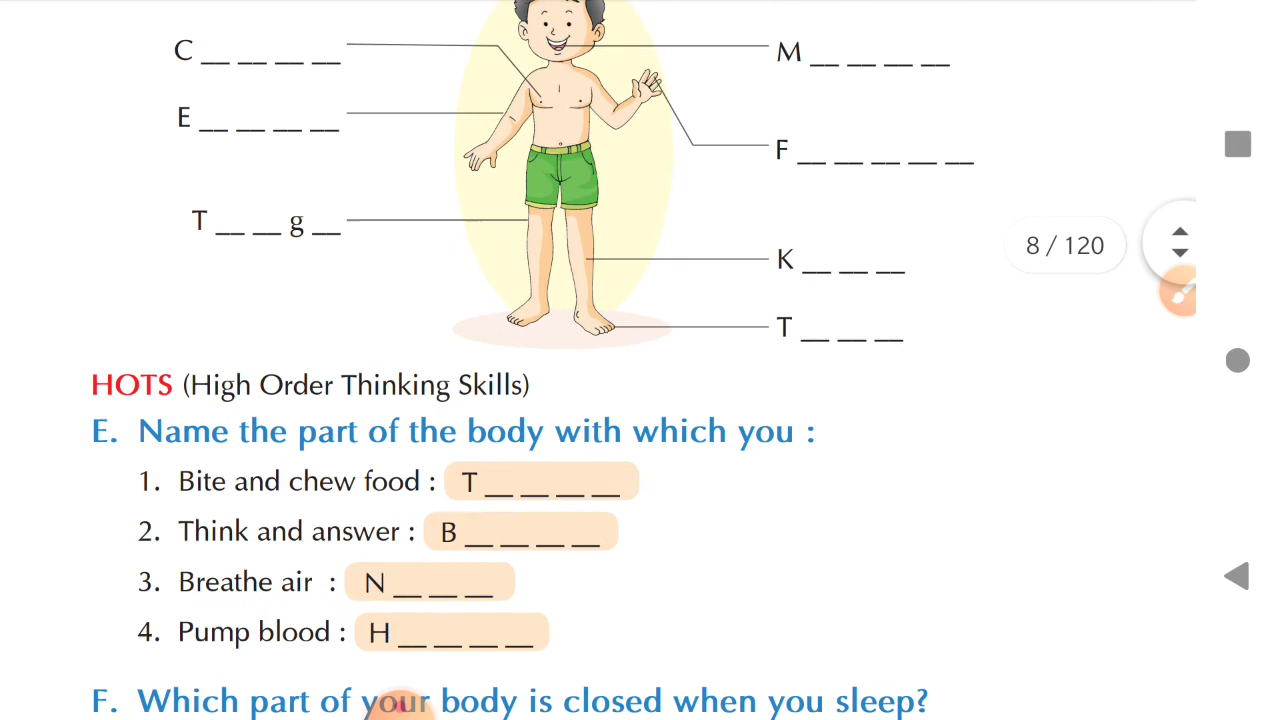 C __ __ __ __
M __ __ __ __
E __ __ __ __
F __ __ __ __ __
T __ __ g __
8 / 120
K __ __ __
T __ __ __
HOTS (High Order Thinking Skills)
E. Name the part of the body with which you :
1. Bite and chew food : T __ __ __ __
2. Think and answer : B __ __ __ __
3. Breathe air : N __ __ __
4. Pump blood : H __ __ __ __
F. Which part of your body is closed when you sleep?